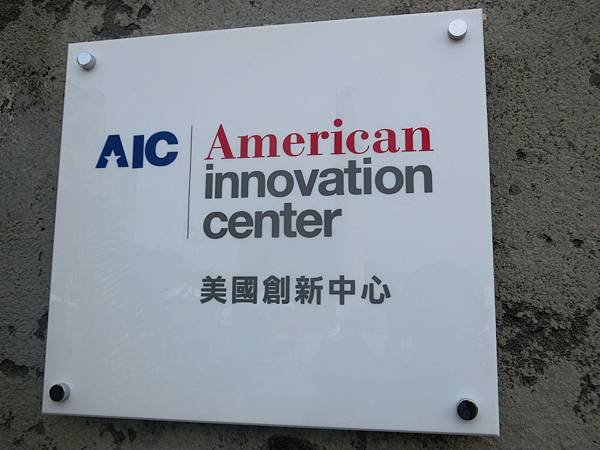 AIC
American
innovation
center
美國創新中心